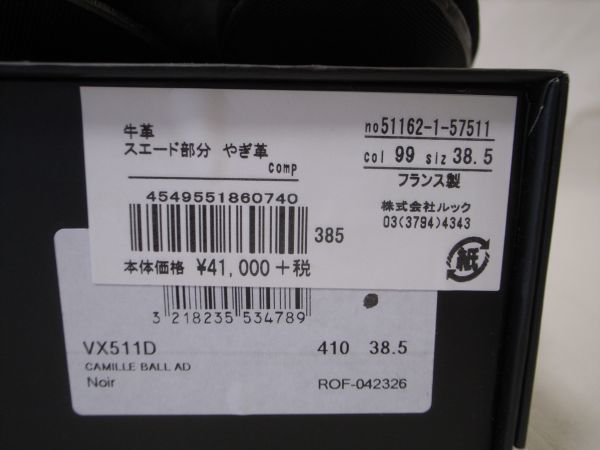 牛革
スエード部分 やぎ革
comp
4549551860740
385
本体価格 ¥41,000+税
no51162-1-57511
col 99 siz 38.5
フランス製
株式会社ルック
03(3794)4343
紙
3 218235 534789
VX511D 410 38.5
CAMILLE BALL AD
Noir ROF-042326